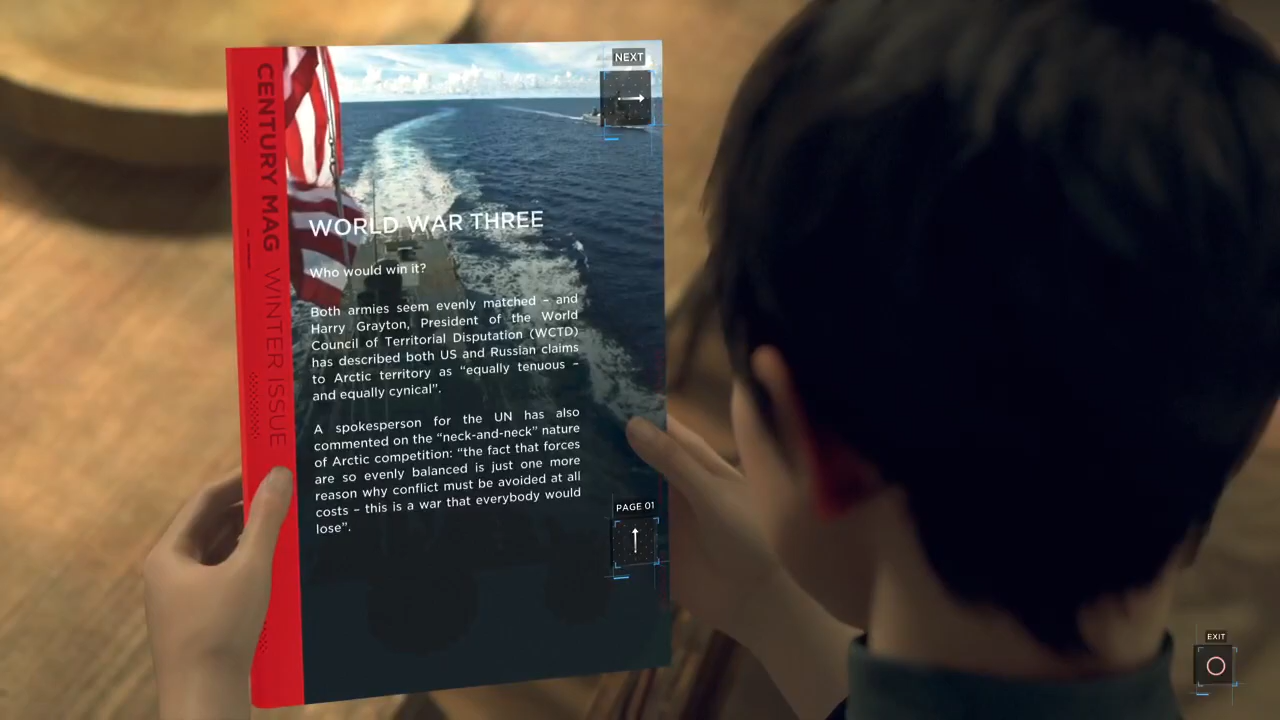 CENTURY MAG WINTER ISSUE
NEXT
WORLD WAR THREE
Who would win it?
Both armies seem evenly matched – and
Harry Grayton, President of the World
Council of Territorial Disputation (WCTD)
has described both US and Russian claims
to Arctic territory as “equally tenuous –
and equally cynical”.
A spokesperson for the UN has also
commented on the “neck-and-neck” nature
of Arctic competition: “the fact that forces
are so evenly balanced is just one more
reason why conflict must be avoided at all
costs – this is a war that everybody would
lose”.
PAGE 01
EXIT